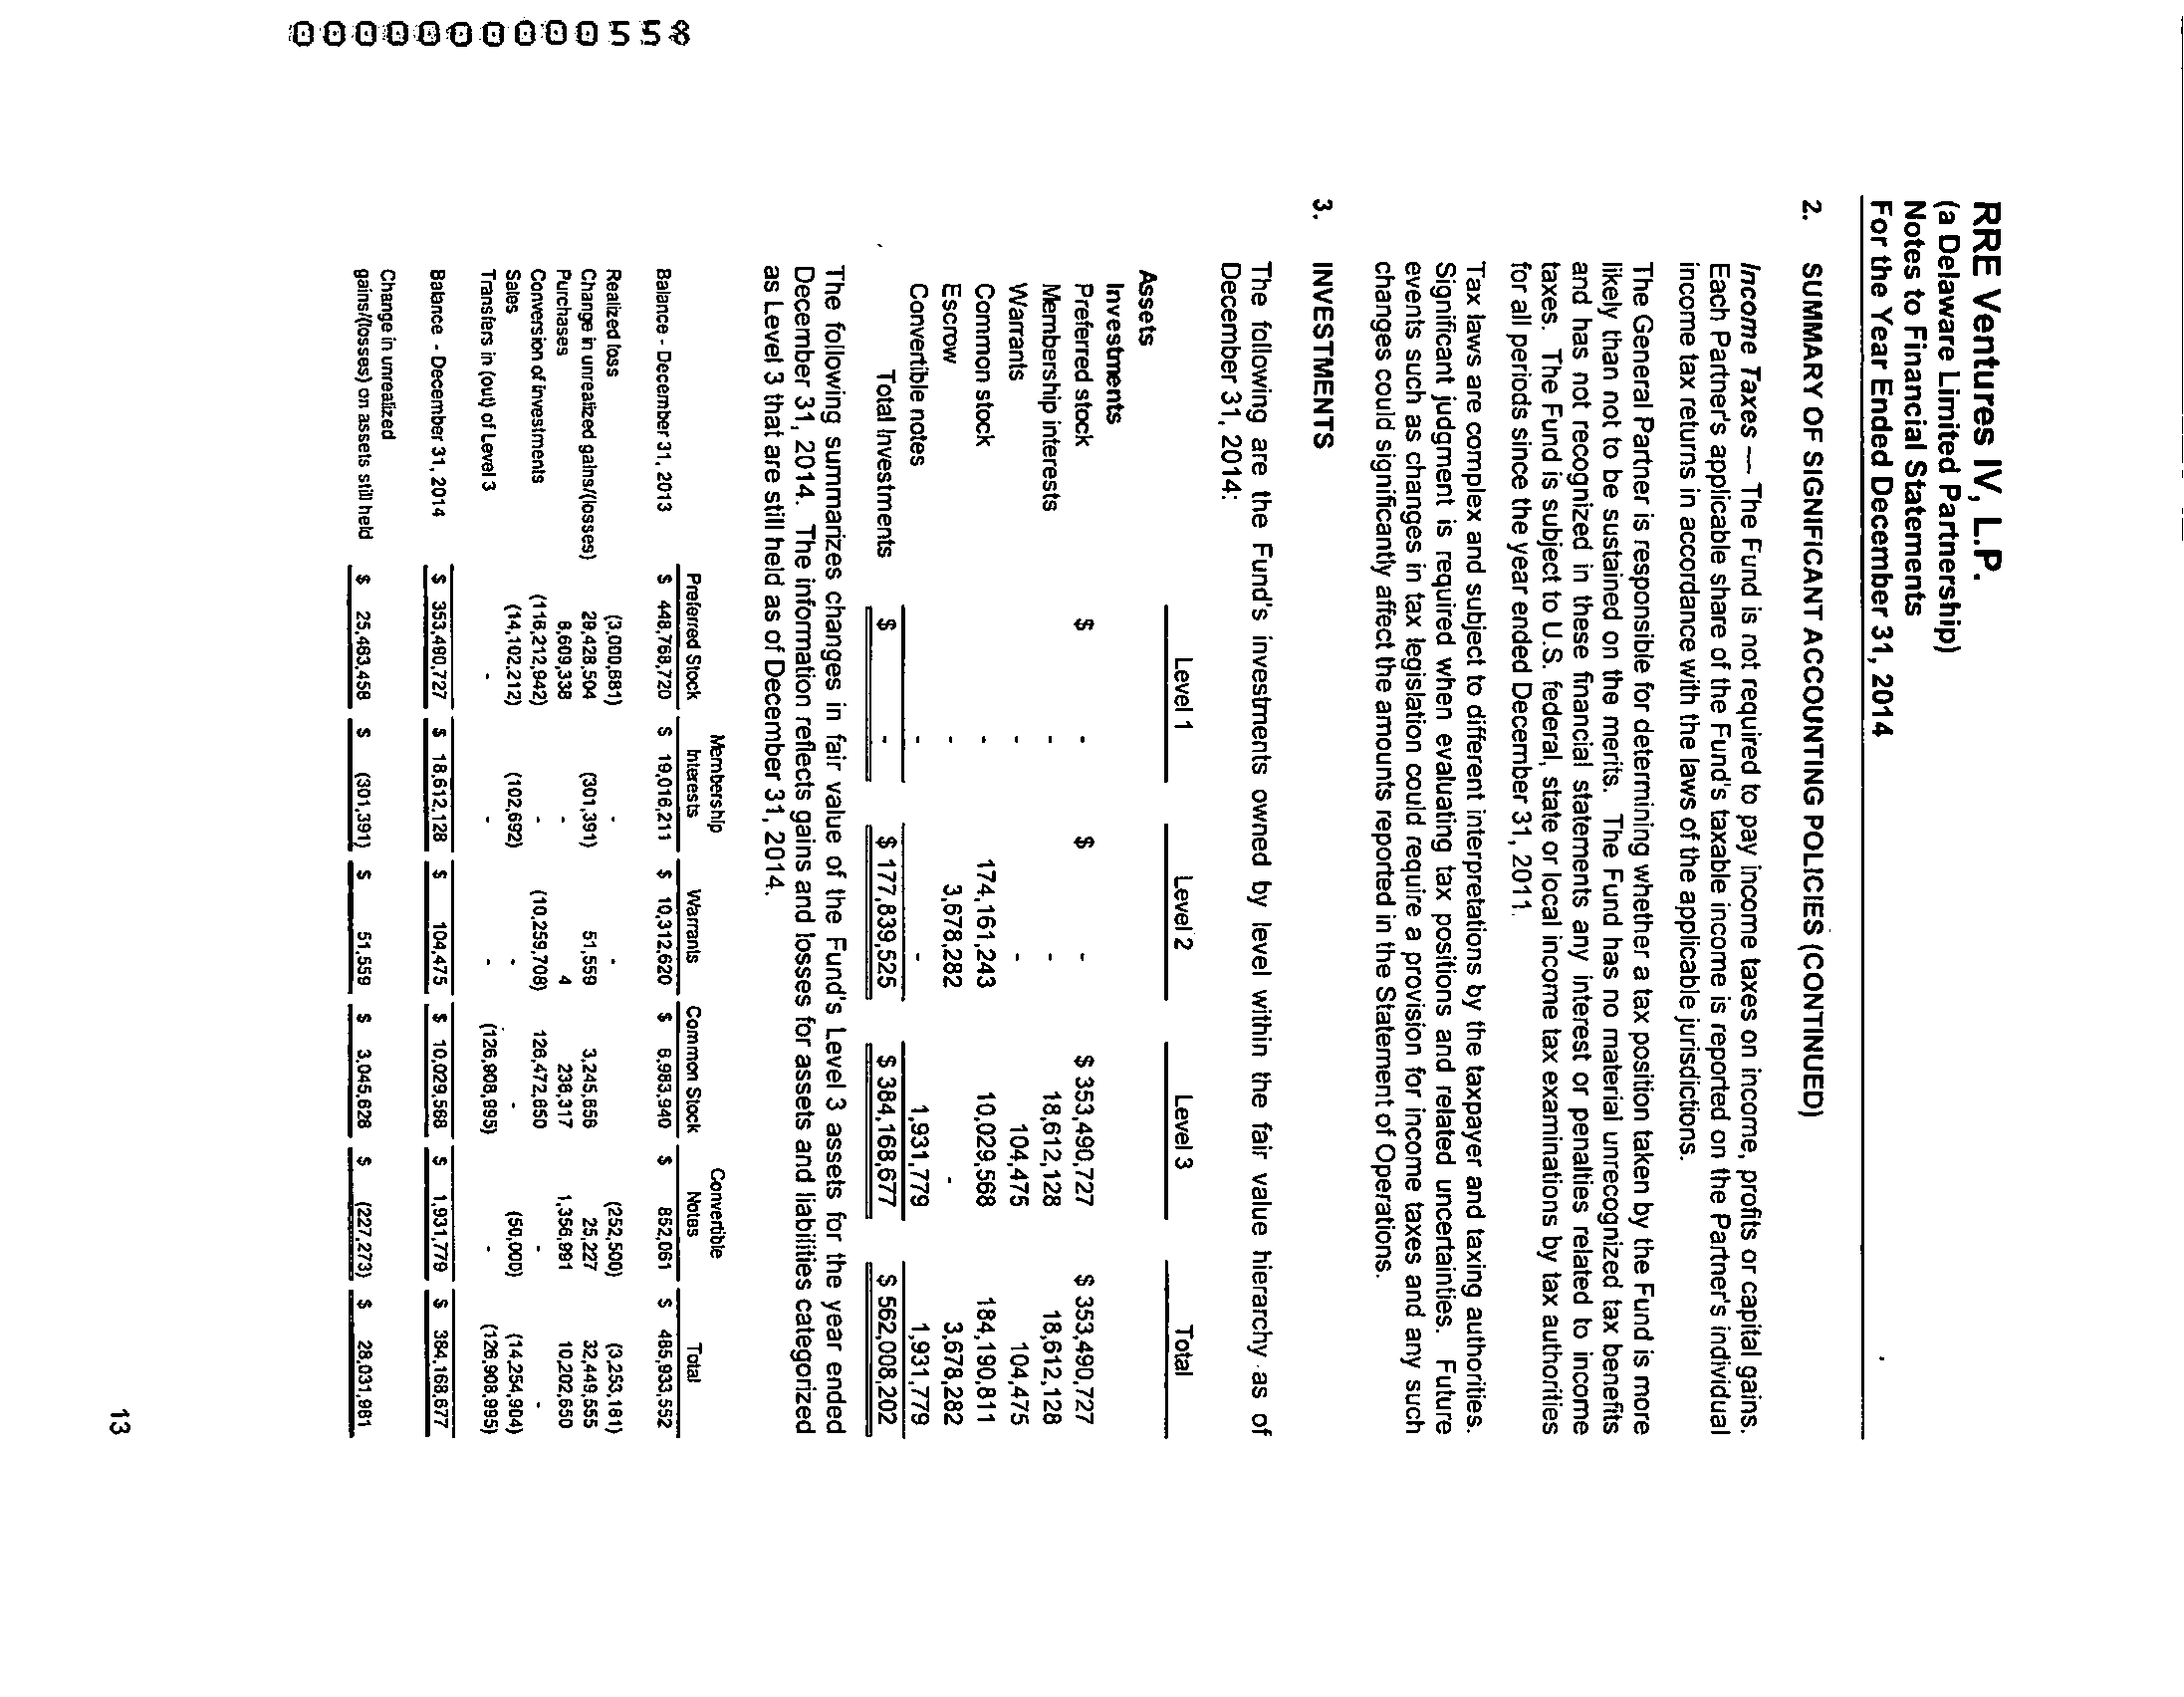 RRE Ventures IV, L.P.
(a Delaware Limited Partnership)
Notes to Financial Statements
For the Year Ended December 31, 2014
2. SUMMARY OF SIGNIFICANT ACCOUNTING POLICIES (CONTINUED)
Income Taxes — The Fund is not required to pay income taxes on income, profits or capital gains.
Each Partner's applicable share of the Fund's taxable income is reported on the Partner's individual
income tax returns in accordance with the laws of the applicable jurisdictions.
The General Partner is responsible for determining whether a tax position taken by the Fund is more
likely than not to be sustained on the merits. The Fund has no material unrecognized tax benefits
and has not recognized in these financial statements any interest or penalties related to income
taxes. The Fund is subject to U.S. federal, state or local income tax examinations by tax authorities
for all periods since the year ended December 31, 2011.
Tax laws are complex and subject to different interpretations by the taxpayer and taxing authorities.
Significant judgment is required when evaluating tax positions and related uncertainties. Future
events such as changes in tax legislation could require a provision for income taxes and any such
changes could significantly affect the amounts reported in the Statement of Operations.
3. INVESTMENTS
The following are the Fund's investments owned by level within the fair value hierarchy as of
December 31, 2014:
Level 1 Level 2 Level 3 Total
Assets
Investments
Preferred stock $ - $ - $ 353,490,727 $ 353,490,727
Membership interests - - 18,612,128 18,612,128
Warrants - - 104,475 104,475
Common stock - 174,161,243 10,029,568 184,190,811
Escrow - 3,678,282 - 3,678,282
Convertible notes - - 1,931,779 1,931,779
Total Investments $ - $ 177,839,525 $ 384,168,677 $ 562,008,202
The following summarizes changes in fair value of the Fund's Level 3 assets for the year ended
December 31, 2014. The information reflects gains and losses for assets and liabilities categorized
as Level 3 that are still held as of December 31, 2014.
Membership Convertible
Preferred Stock Interests Warrants Common Stock Notes Total
Balance - December 31, 2013 $ 448,768,720 $ 19,016,211 $ 10,312,620 $ 6,983,940 $ 852,061 $ 485,933,552
Realized loss (3,000,681) - - (252,500) (3,253,181)
Change in unrealized gains/(losses) 29,428,504 (301,391) 51,559 3,245,656 25,227 32,449,555
Purchases 8,609,338 - 4 236,317 1,356,991 10,202,650
Conversion of investments (116,212,942) - (10,259,708) 126,472,650 - -
Sales (14,102,212) (102,692) - - (50,000) (14,254,904)
Transfers in (out) of Level 3 - - - (126,908,995) - (126,908,995)
Balance - December 31, 2014 $ 353,490,727 $ 18,612,128 $ 104,475 $ 10,029,568 $ 1,931,779 $ 384,168,677
Change in unrealized
gains/(losses) on assets still held $ 25,463,458 $ (301,391) $ 51,559 $ 3,045,628 $ (227,273) $ 28,031,981
13
0000000000558